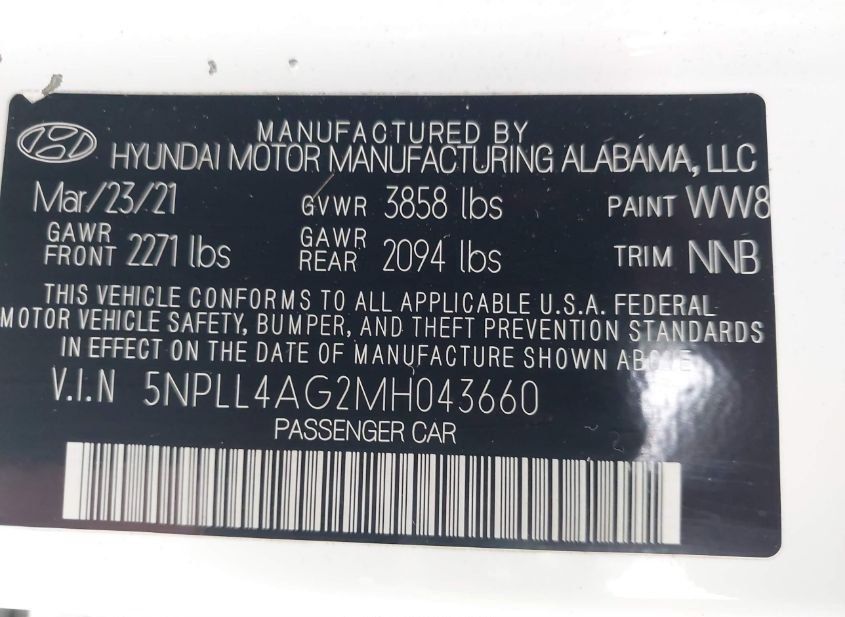 MANUFACTURED BY
HYUNDAI MOTOR MANUFACTURING ALABAMA, LLC
Mar/23/21 GVWR 3858 lbs PAINT WW8
GAWR FRONT 2271 lbs GAWR REAR 2094 lbs TRIM NNB
THIS VEHICLE CONFORMS TO ALL APPLICABLE U.S.A. FEDERAL
MOTOR VEHICLE SAFETY, BUMPER, AND THEFT PREVENTION STANDARDS
IN EFFECT ON THE DATE OF MANUFACTURE SHOWN ABOVE
V.I.N 5NPLL4AG2MH043660
PASSENGER CAR